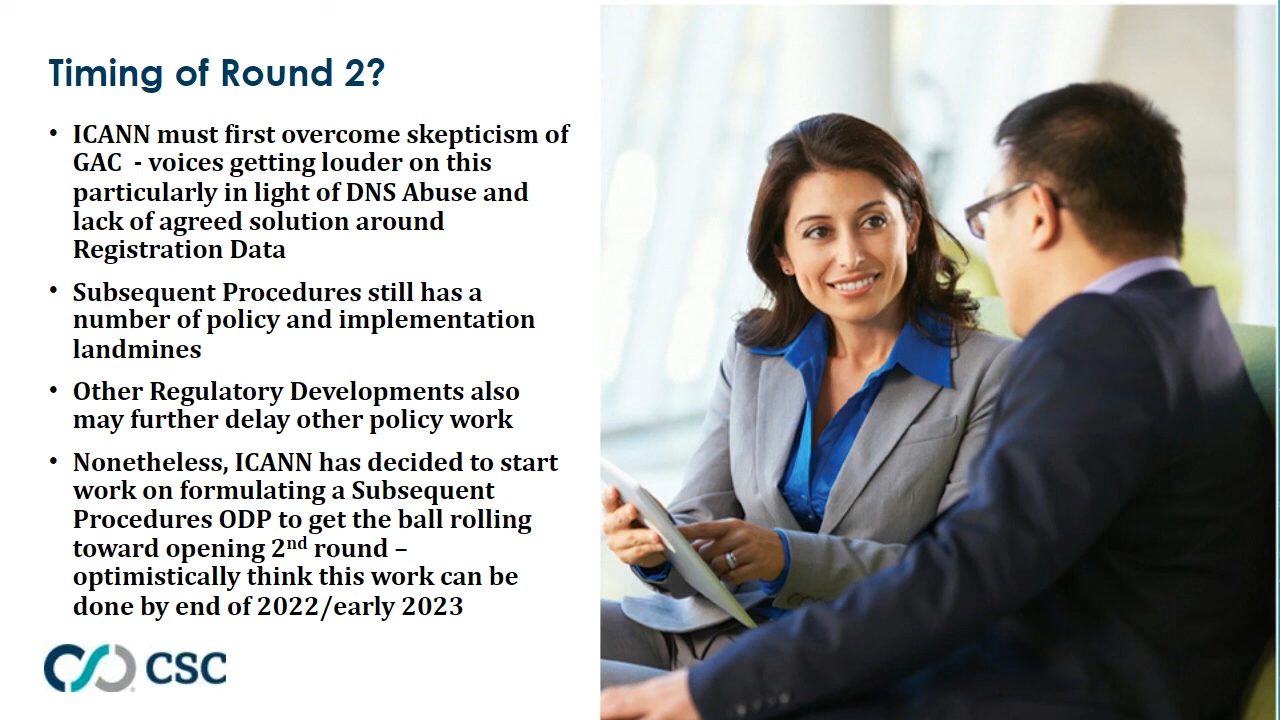 Timing of Round 2?
• ICANN must first overcome skepticism of
GAC  - voices getting louder on this
particularly in light of DNS Abuse and
lack of agreed solution around
Registration Data
• Subsequent Procedures still has a
number of policy and implementation
landmines
• Other Regulatory Developments also
may further delay other policy work
• Nonetheless, ICANN has decided to start
work on formulating a Subsequent
Procedures ODP to get the ball rolling
toward opening 2nd round –
optimistically think this work can be
done by end of 2022/early 2023
CSC